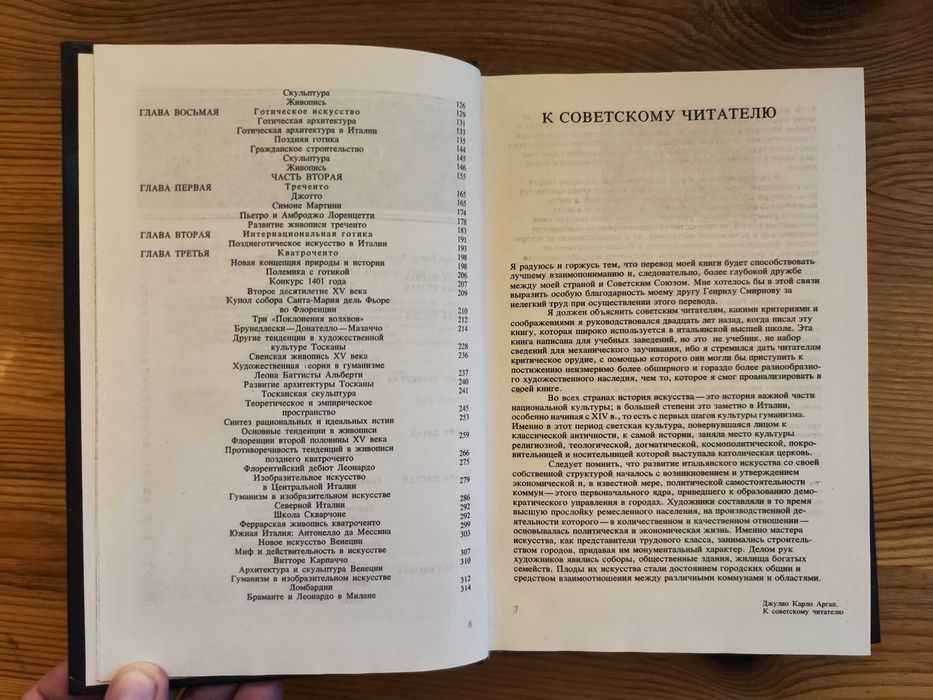 Скульптура
Живопись 126
ГЛАВА ВОСЬМАЯ Готическое искусство 129
Готическая архитектура 131
Готическая архитектура в Италии 133
Поздняя готика 135
Гражданское строительство 144
Скульптура 145
Живопись 146
ЧАСТЬ ВТОРАЯ 155
ГЛАВА ПЕРВАЯ Треченто
Джотто 165
Симоне Мартини 165
Пьетро и Амброджо Лоренцетти 174
Развитие живописи треченто 178
ГЛАВА ВТОРАЯ Интернациональная готика 183
Позднеготическое искусство в Италии 191
ГЛАВА ТРЕТЬЯ Кватроченто 193
Новая концепция природы и истории 198
Полемика с готикой 198
Конкурс 1401 года 206
Второе десятилетие XV века 207
Купол собора Санта-Мария дель Фьоре 209
во Флоренции 210
Три «Поклонения волхвов» 212
Брунеллески–Донателло–Мазаччо 214
Другие тенденции в художественной
культуре Тосканы 228
Сиенская живопись XV века 236
Художественная теория в гуманизме
Леона Баттисты Альберти 237
Развитие архитектуры Тосканы 240
Тосканская скульптура 241
Теоретическое и эмпирическое
пространство 245
Синтез рациональных и идеальных истин 253
Основные тенденции в живописи
Флоренции второй половины XV века 259
Противоречивость тенденций в живописи
позднего кватроченто 266
Флорентийский дебют Леонардо 275
Изобразительное искусство
в Центральной Италии 279
Гуманизм в изобразительном искусстве
Северной Италии 286
Школа Скварчоне 292
Феррарская живопись кватроченто 292
Южная Италия: Антонелло да Мессина 299
Новое искусство Венеции 303
Миф и действительность в искусстве
Витторе Карпаччо 307
Архитектура и скульптура Венеции 310
Гуманизм в изобразительном искусстве
Ломбардии 312
Браманте и Леонардо в Милане 314
6
К СОВЕТСКОМУ ЧИТАТЕЛЮ
Я радуюсь и горжусь тем, что перевод моей книги будет способствовать
лучшему взаимопониманию и, следовательно, более глубокой дружбе
между моей страной и Советским Союзом. Мне хотелось бы в этой связи
выразить особую благодарность моему другу Генриху Смирнову за
нелегкий труд при осуществлении этого перевода.
Я должен объяснить советским читателям, какими критериями и
соображениями я руководствовался двадцать лет назад, когда писал эту
книгу, которая широко используется в итальянской высшей школе. Эта
книга написана для учебных заведений, но это не учебник, не набор
сведений для механического заучивания, ибо я стремился дать читателям
критическое орудие, с помощью которого они могли бы приступить к
постижению неизмеримо более обширного и гораздо более разнообразно-
го художественного наследия, чем то, которое я смог проанализировать в
своей книге.
Во всех странах история искусства — это история важной части
национальной культуры; в большей степени это заметно в Италии,
особенно начиная с XIV в., то есть с первых шагов культуры гуманизма.
Именно в этот период светская культура, повернувшаяся лицом к
классической античности, к самой истории, заняла место культуры
религиозной, теологической, догматической, космополитической, покро-
вительницей и носительницей которой выступала католическая церковь.
Следует помнить, что развитие итальянского искусства со своей
собственной структурой началось с возникновением и утверждением
экономической и, в известной мере, политической самостоятельности
коммун — этого первоначального ядра, приведшего к образованию демо-
кратического управления в городах. Художники составляли в то время
высшую прослойку ремесленного населения, на производственной де-
ятельности которого — в количественном и качественном отношении —
основывалась политическая и экономическая жизнь. Именно мастера
искусства, как представители трудового класса, занимались строитель-
ством городов, придавая им монументальный характер. Делом рук
художников явились соборы, общественные здания, жилища богатых
семейств. Плоды их искусства стали достоянием городских общин и
средством взаимоотношения между различными коммунами и областями.
7
Джулио Карло Арган.
К советскому читателю